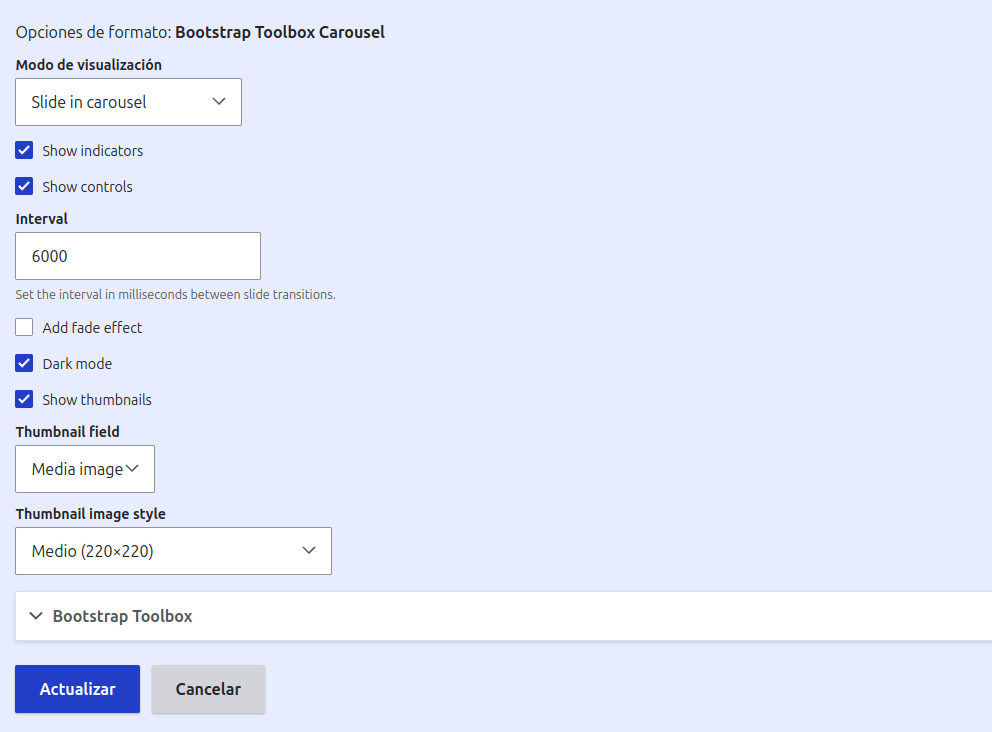 Opciones de formato: Bootstrap Toolbox Carousel
Modo de visualización
Slide in carousel
Show indicators
Show controls
Interval
6000
Set the interval in milliseconds between slide transitions.
Add fade effect
Dark mode
Show thumbnails
Thumbnail field
Media image
Thumbnail image style
Medio (220×220)
Bootstrap Toolbox
Actualizar Cancelar